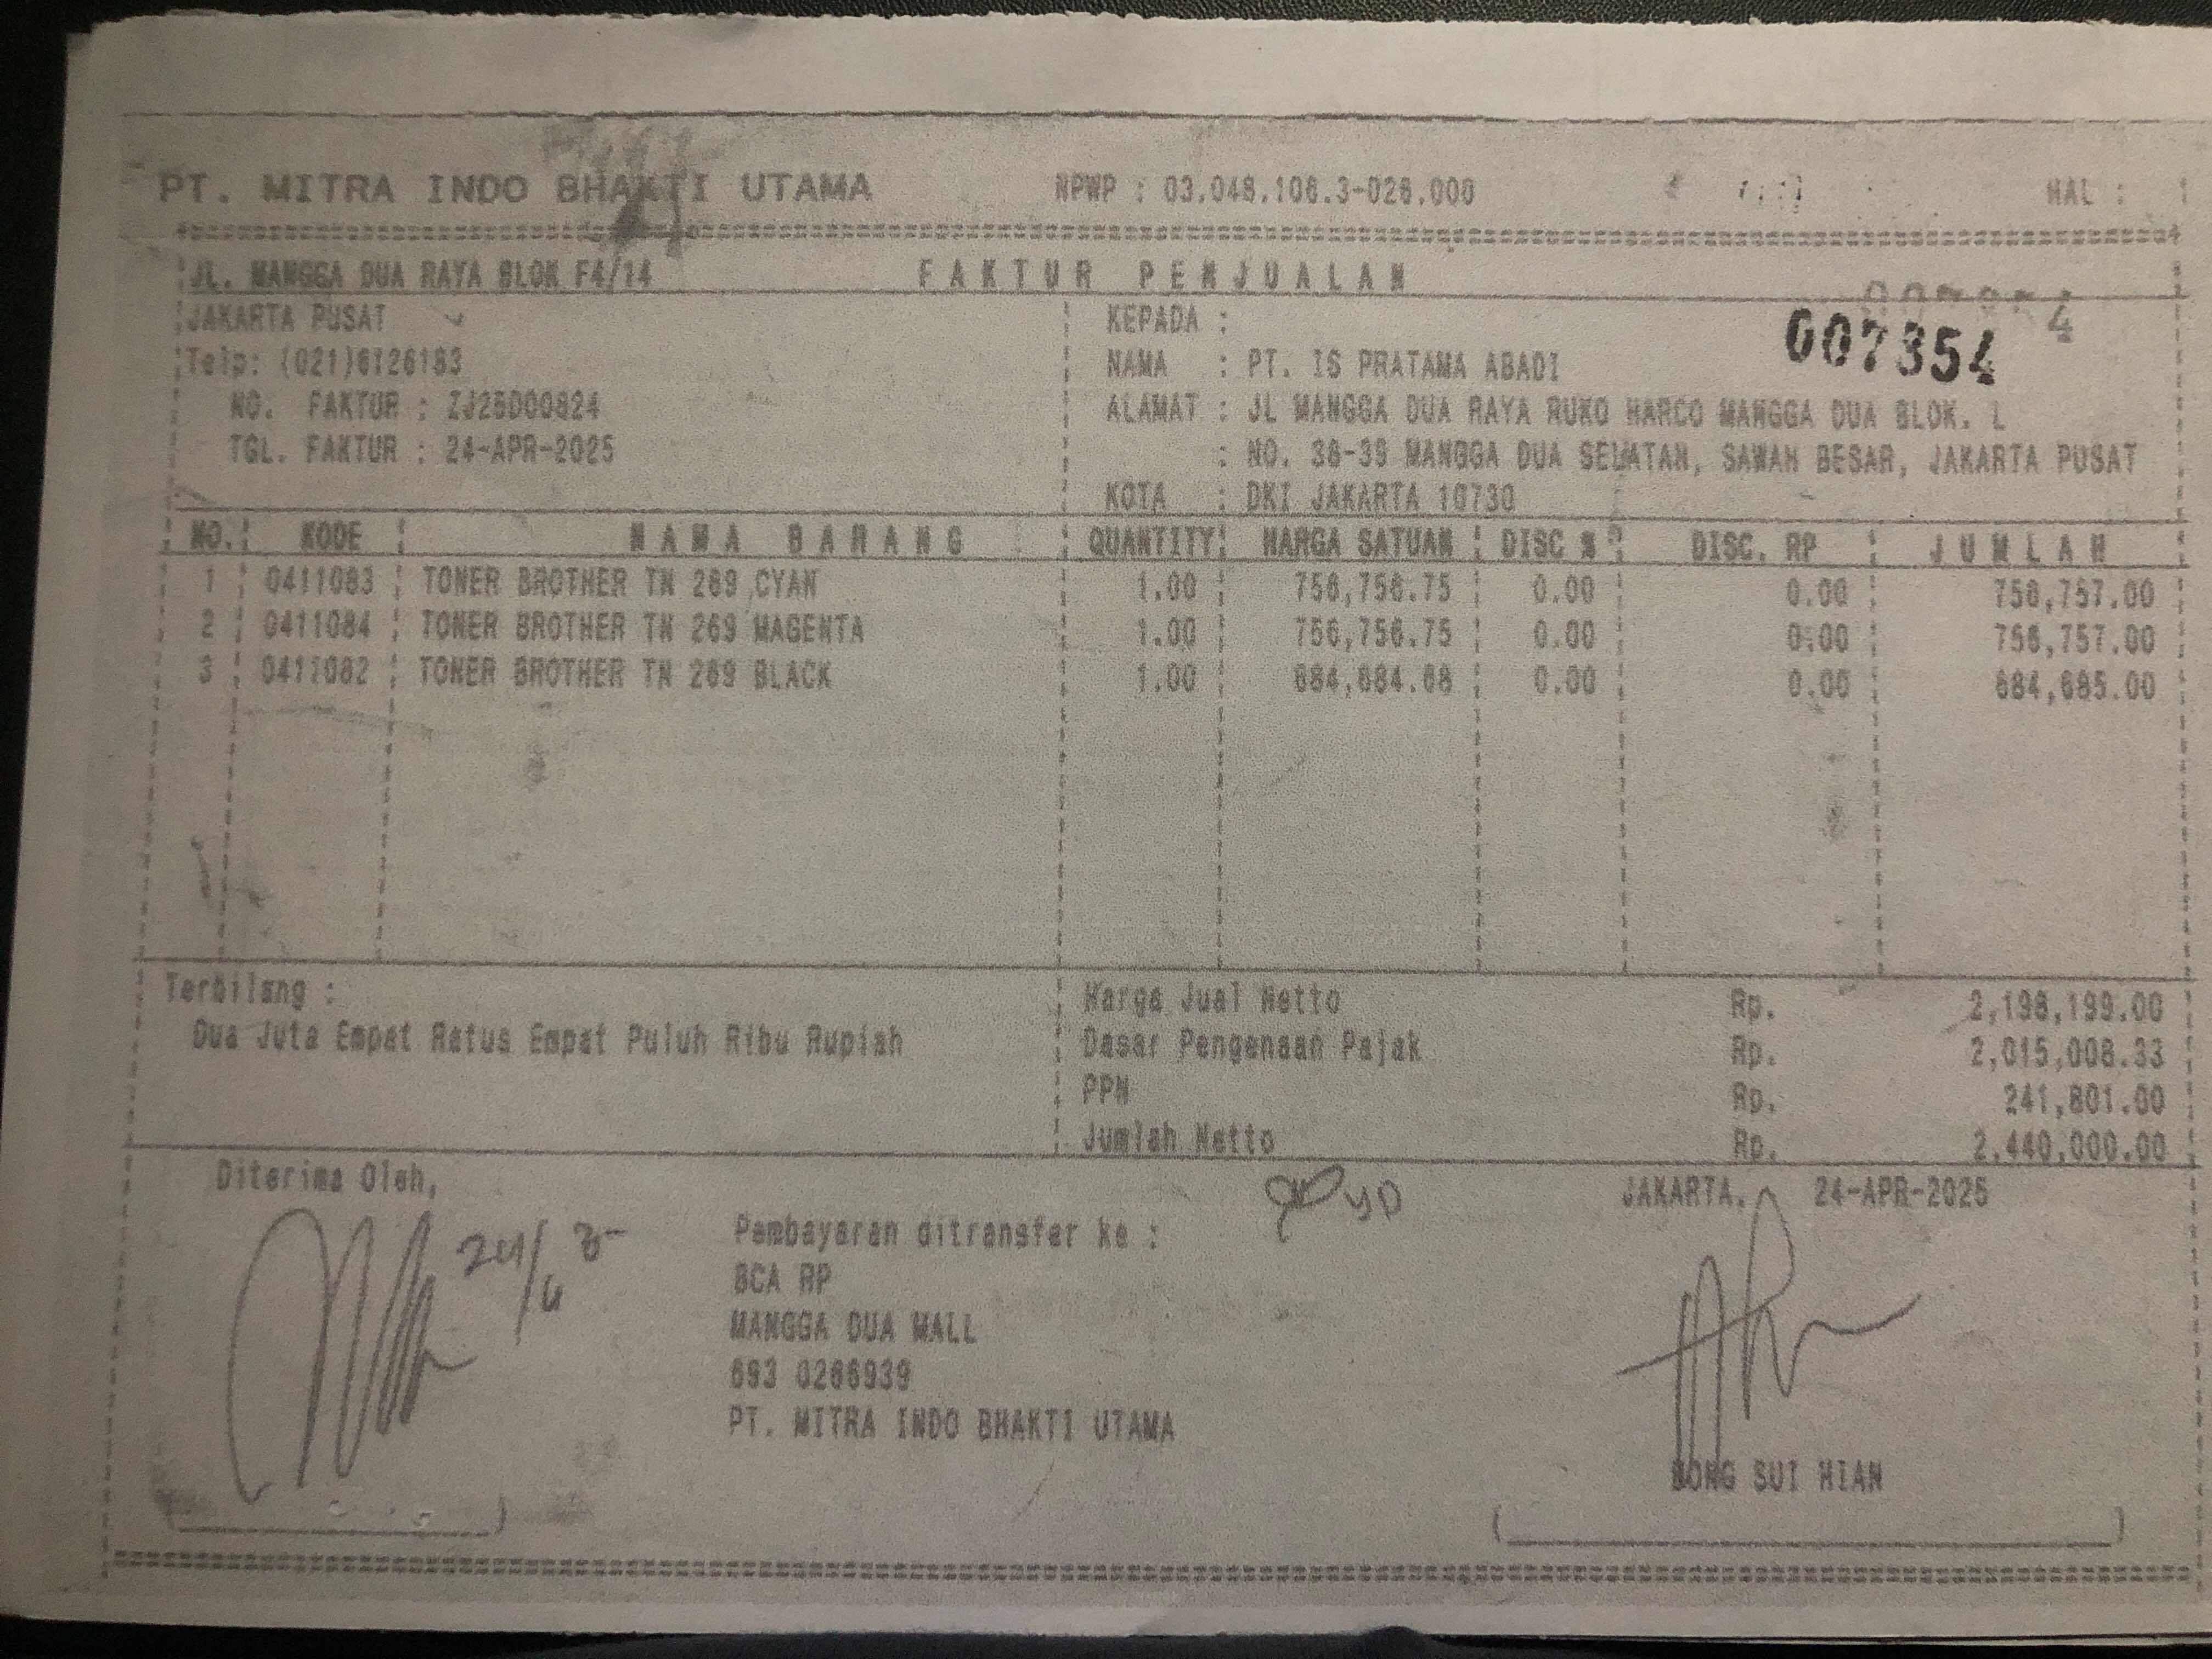 PT. MITRA INDO BHAKTI UTAMA NPWP : 03.048.106.3-026.000 HAL : 1
JL. MANGGA DUA RAYA BLOK F4/14 FAKTUR PENJUALAN
JAKARTA PUSAT KEPADA :
007354
Telp: (021)6126183 NAMA : PT. IS PRATAMA ABADI
NO. FAKTUR : ZJ25D00824 ALAMAT : JL MANGGA DUA RAYA RUKO HARCO MANGGA DUA BLOK. L
TGL. FAKTUR : 24-APR-2025 : NO. 38-39 MANGGA DUA SELATAN, SAWAH BESAR, JAKARTA PUSAT
KOTA : DKI JAKARTA 10730
NO. KODE NAMA BARANG QUANTITY HARGA SATUAN DISC % DISC. RP JUMLAH
1 0411083 TONER BROTHER TN 269 CYAN 1.00 756,756.75 0.00 0.00 756,757.00
2 0411084 TONER BROTHER TN 269 MAGENTA 1.00 756,756.75 0.00 0.00 756,757.00
3 0411082 TONER BROTHER TN 269 BLACK 1.00 684,684.68 0.00 0.00 684,685.00
Terbilang : Harga Jual Netto Rp. 2,198,199.00
Dua Juta Empat Ratus Empat Puluh Ribu Rupiah Dasar Pengenaan Pajak Rp. 2,015,008.33
PPN Rp. 241,801.00
Jumlah Netto Rp. 2,440,000.00
Diterima Oleh, JAKARTA, 24-APR-2025
Pembayaran ditransfer ke :
BCA RP
MANGGA DUA MALL
693 0266939
PT. MITRA INDO BHAKTI UTAMA
BONG SUI HIAN